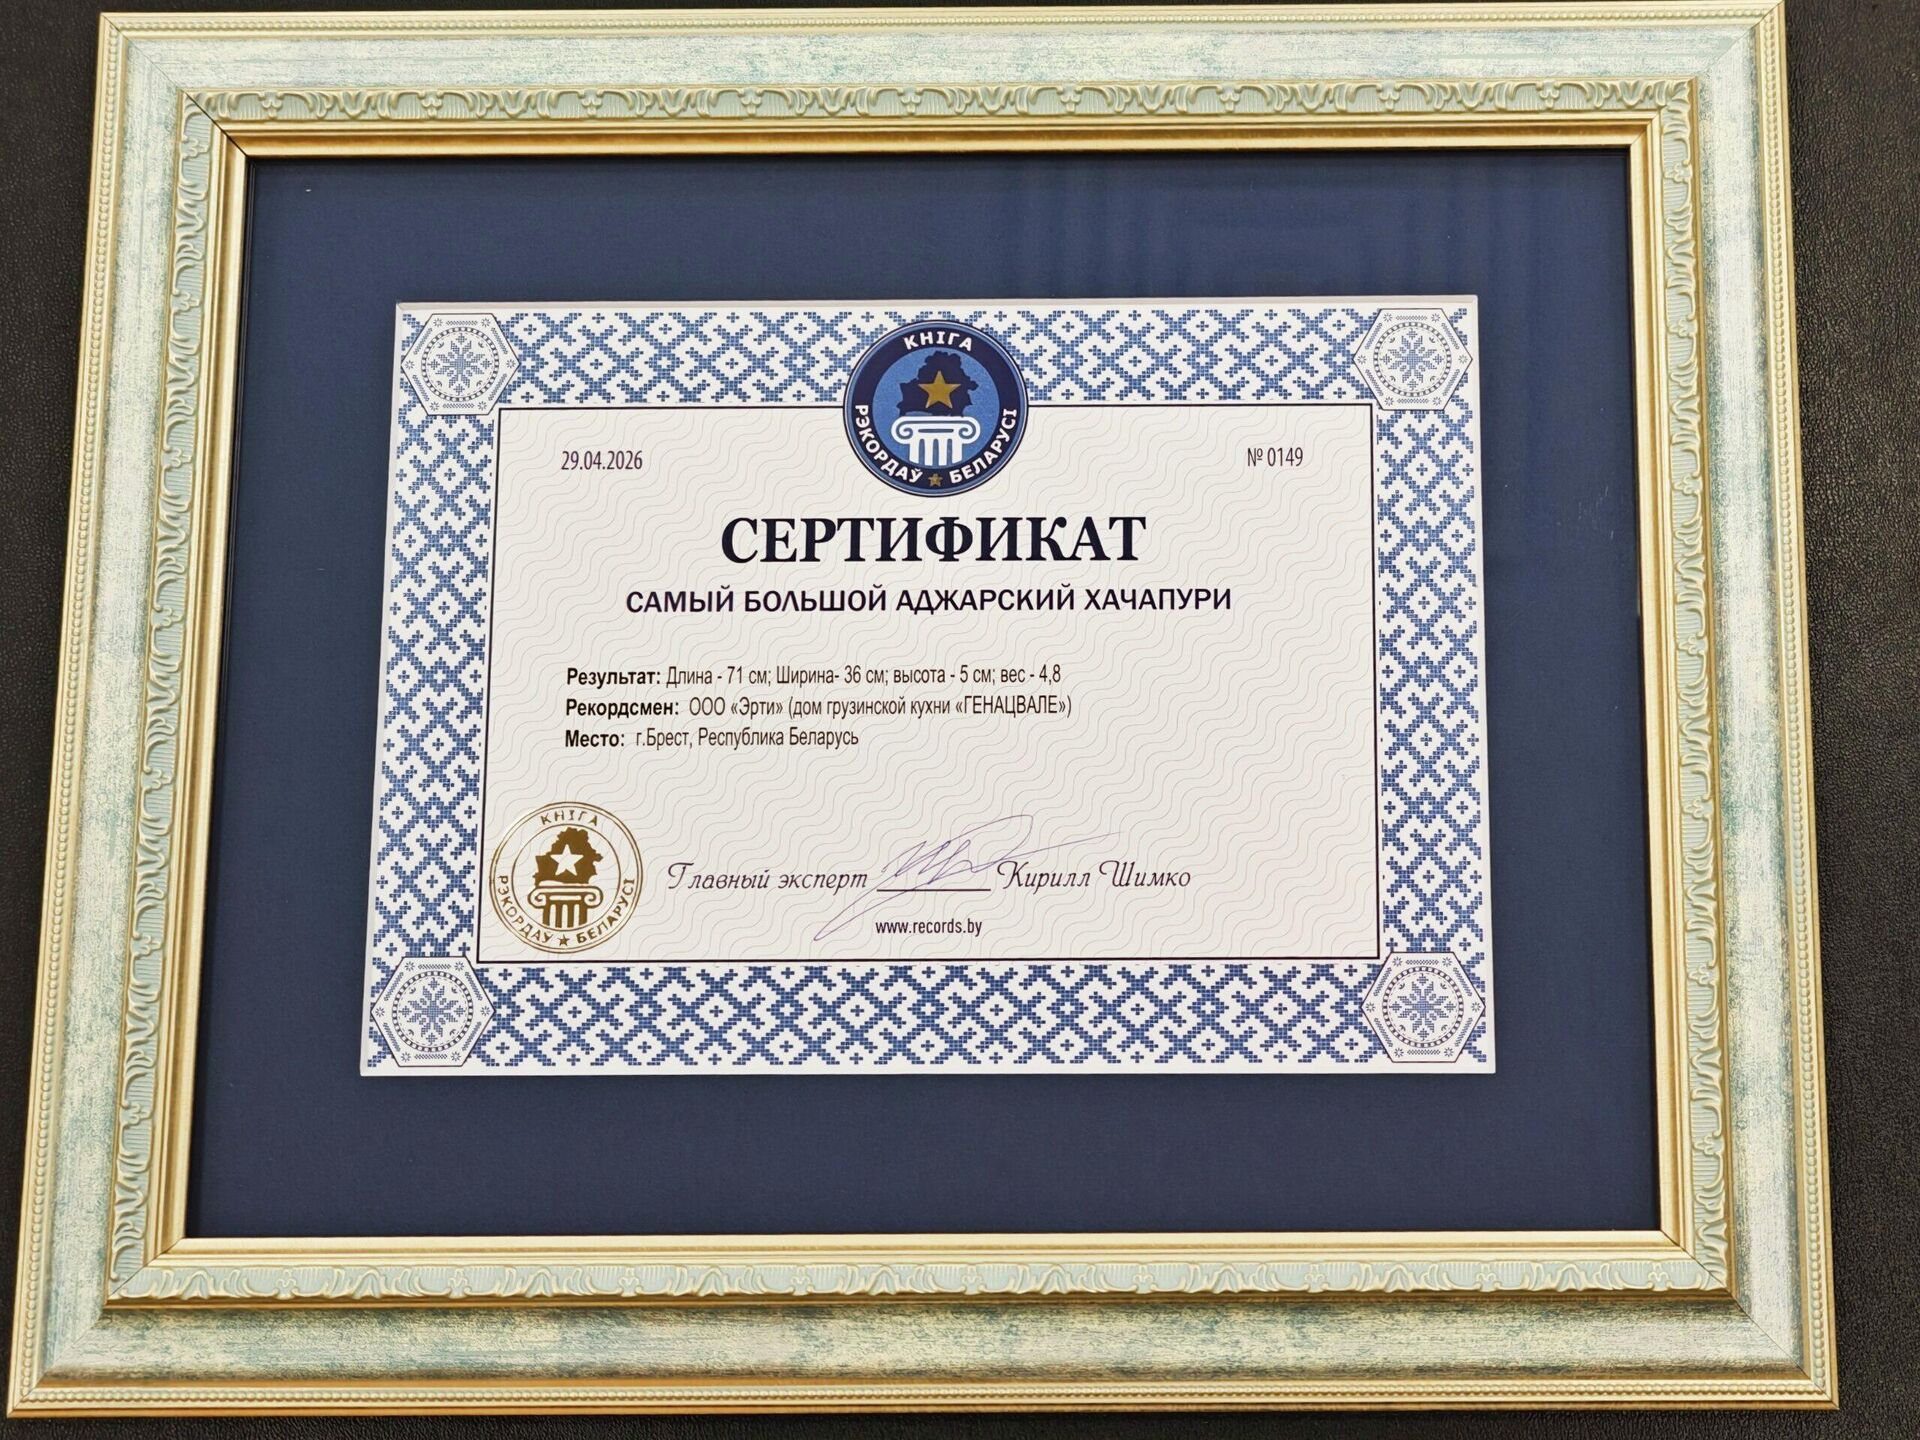 КНІГА
РЭКОРДАЎ ★ БЕЛАРУСІ
29.04.2026
№ 0149
СЕРТИФИКАТ
САМЫЙ БОЛЬШОЙ АДЖАРСКИЙ ХАЧАПУРИ
Результат: Длина - 71 см; Ширина- 36 см; высота - 5 см; вес - 4,8
Рекордсмен: ООО «Эрти» (дом грузинской кухни «ГЕНАЦВАЛЕ»)
Место: г.Брест, Республика Беларусь
КНІГА
РЭКОРДАЎ ★ БЕЛАРУСІ
Главный эксперт Кирилл Шимко
www.records.by